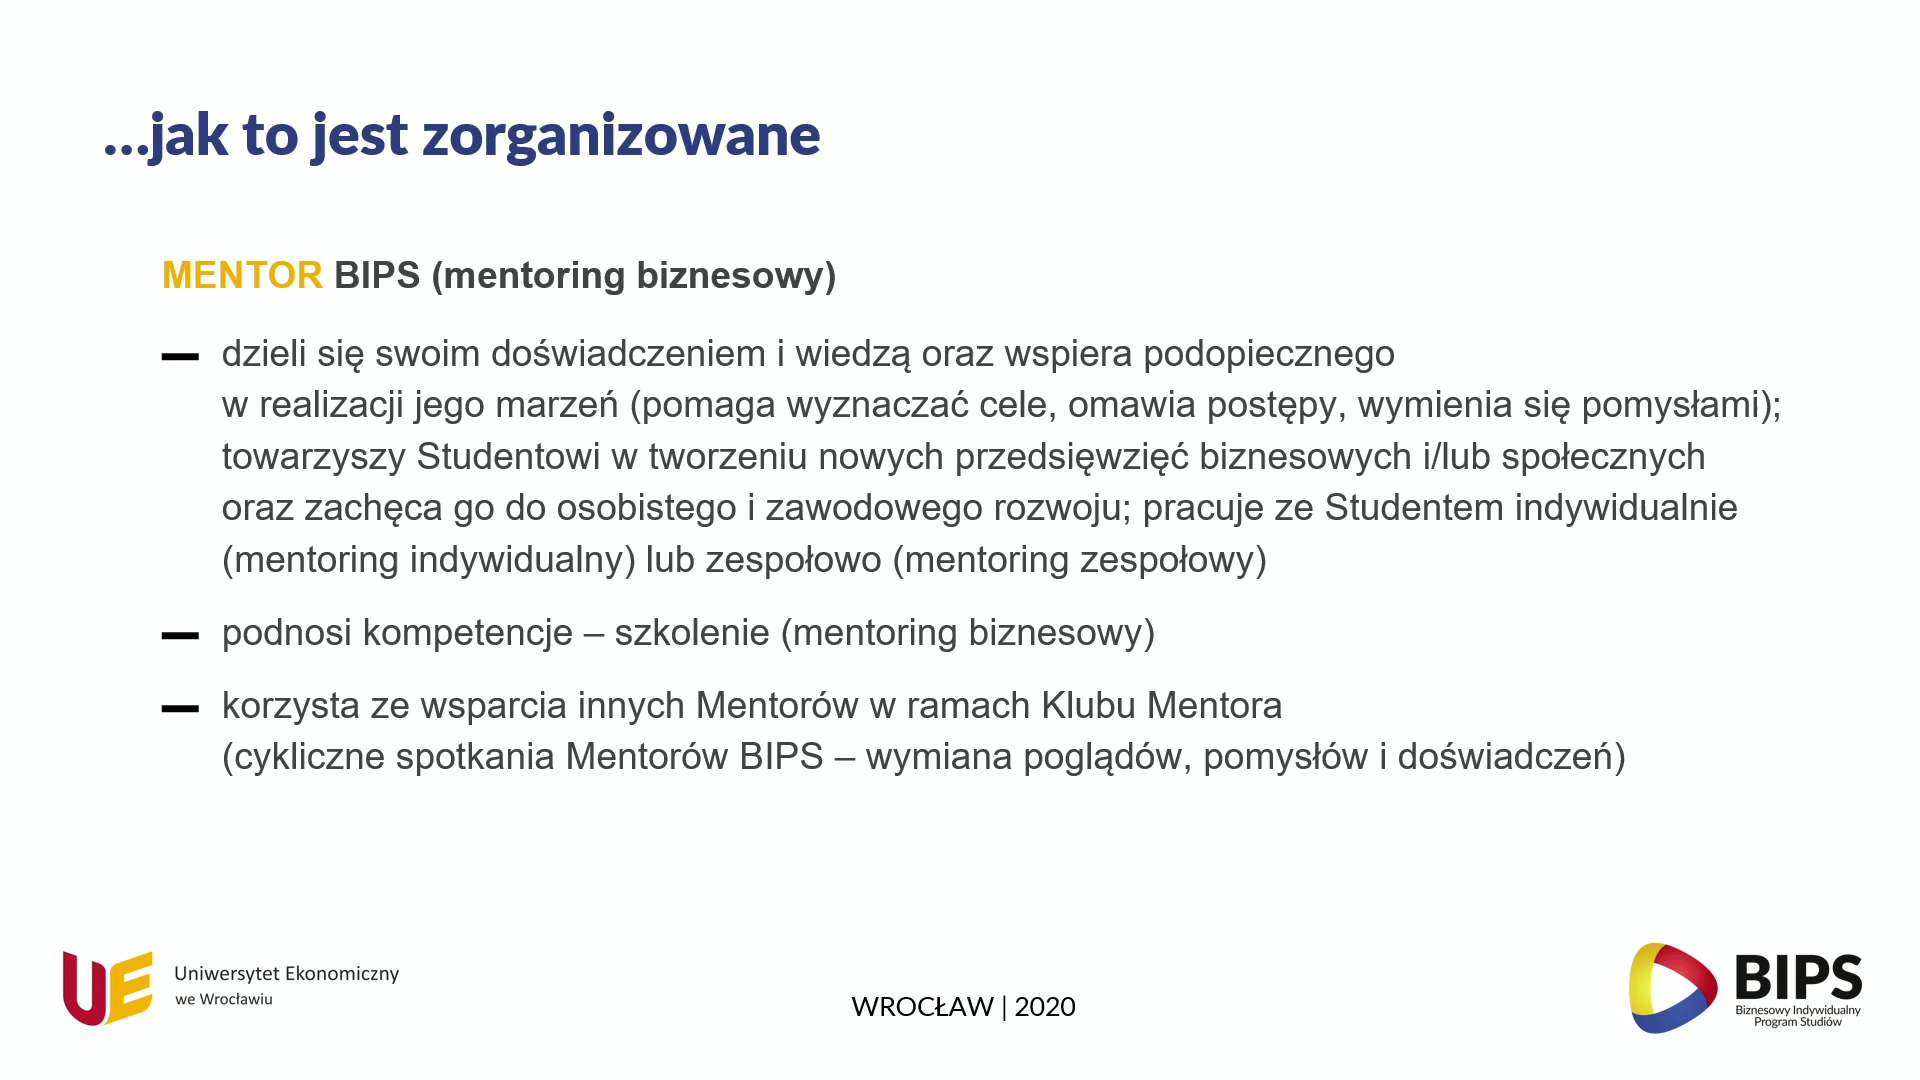 ...jak to jest zorganizowane
MENTOR BIPS (mentoring biznesowy)
dzieli się swoim doświadczeniem i wiedzą oraz wspiera podopiecznego
w realizacji jego marzeń (pomaga wyznaczać cele, omawia postępy, wymienia się pomysłami);
towarzyszy Studentowi w tworzeniu nowych przedsięwzięć biznesowych i/lub społecznych
oraz zachęca go do osobistego i zawodowego rozwoju; pracuje ze Studentem indywidualnie
(mentoring indywidualny) lub zespołowo (mentoring zespołowy)
podnosi kompetencje – szkolenie (mentoring biznesowy)
korzysta ze wsparcia innych Mentorów w ramach Klubu Mentora
(cykliczne spotkania Mentorów BIPS – wymiana poglądów, pomysłów i doświadczeń)
UE
Uniwersytet Ekonomiczny
we Wrocławiu
WROCŁAW | 2020
BIPS
Biznesowy Indywidualny
Program Studiów